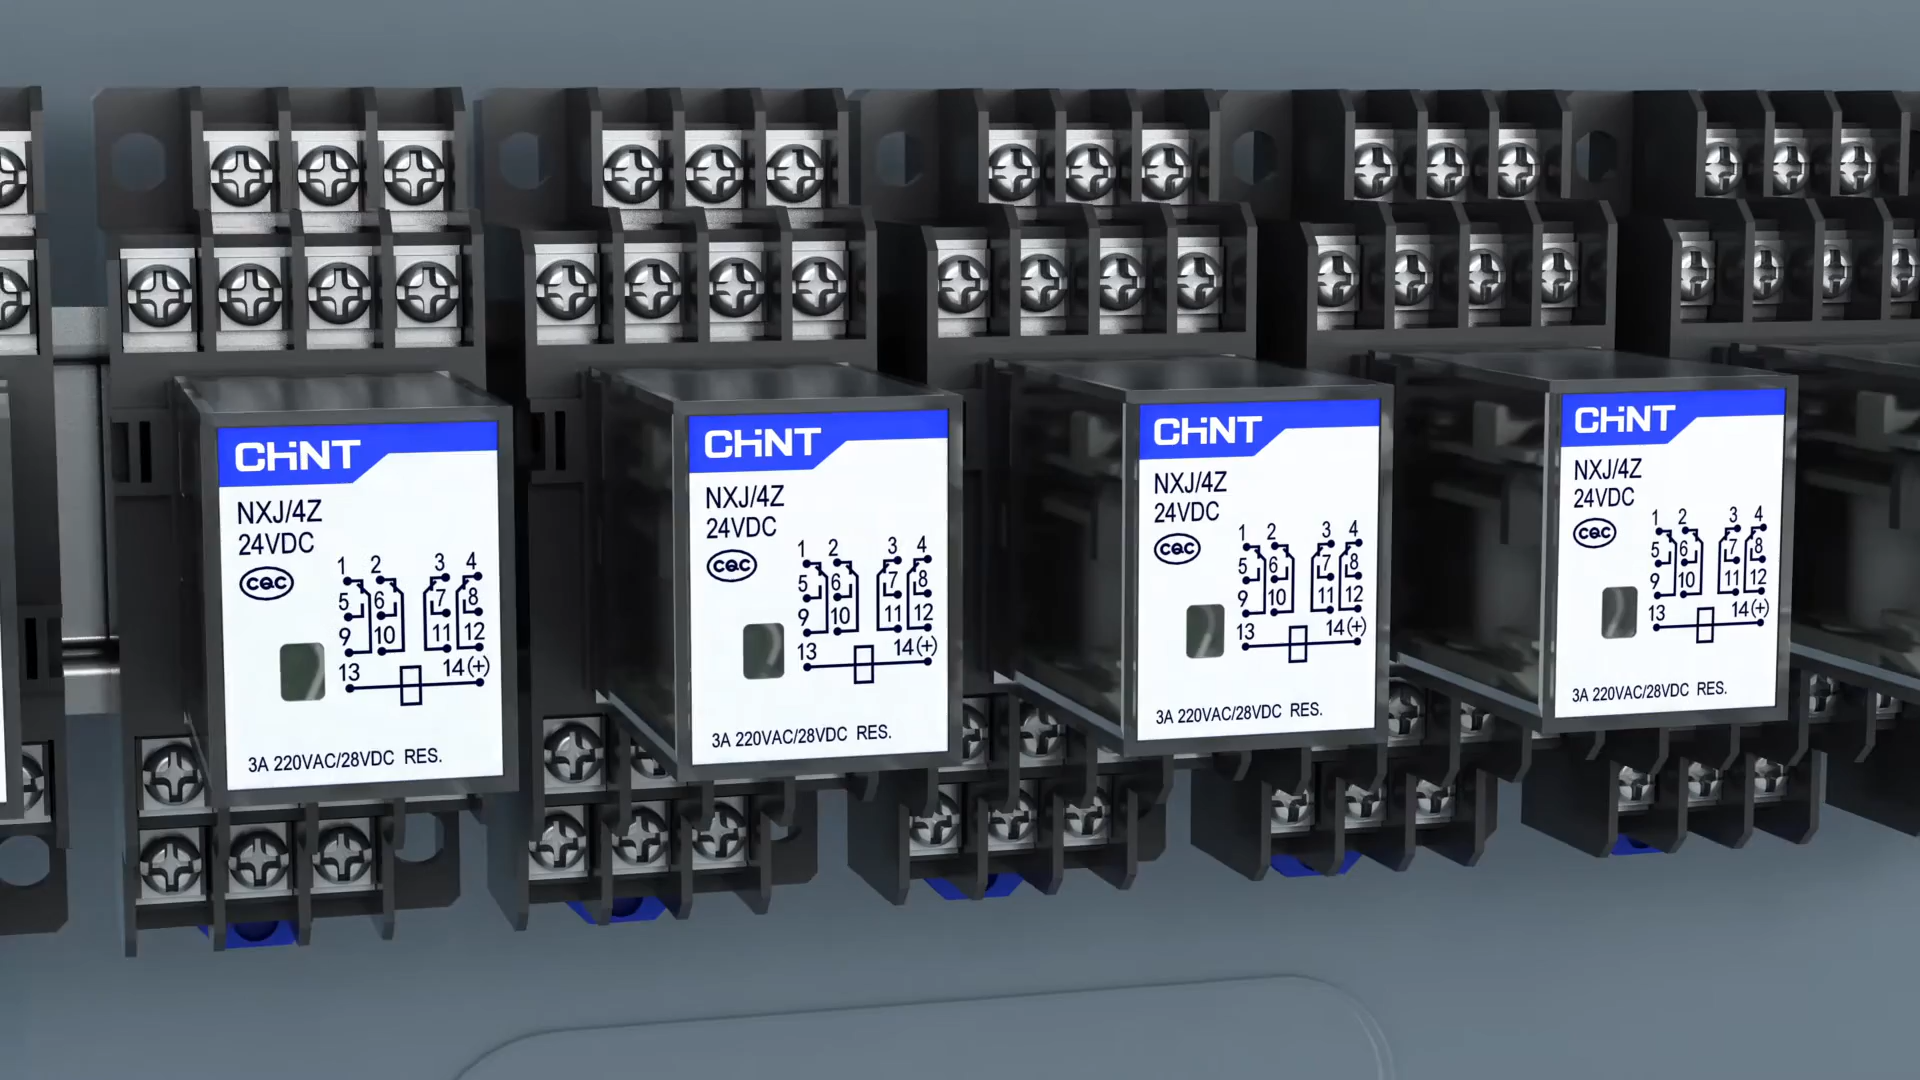 CHiNT
NXJ/4Z
24VDC
CQC
1 2 3 4
5 6 7 8
9 10 11 12
13 14(+)
3A 220VAC/28VDC RES.
CHiNT
NXJ/4Z
24VDC
CQC
1 2 3 4
5 6 7 8
9 10 11 12
13 14(+)
3A 220VAC/28VDC RES.
CHiNT
NXJ/4Z
24VDC
CQC
1 2 3 4
5 6 7 8
9 10 11 12
13 14(+)
3A 220VAC/28VDC RES.
CHiNT
NXJ/4Z
24VDC
CQC
1 2 3 4
5 6 7 8
9 10 11 12
13 14(+)
3A 220VAC/28VDC RES.